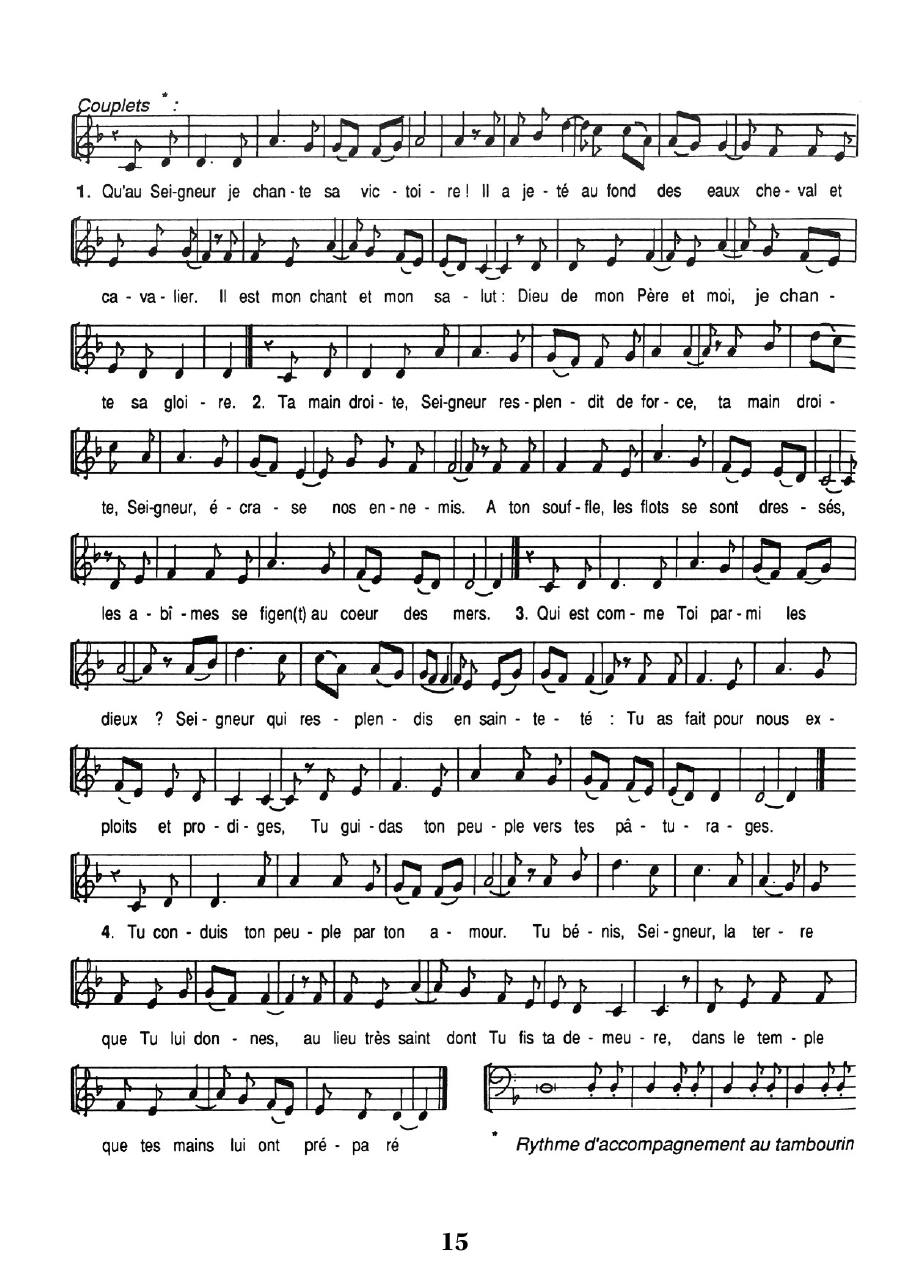 Couplets * :
1. Qu'au Sei-gneur je chan-te sa vic-toi-re! Il a je-té au fond des eaux che-val et
ca-va-lier. Il est mon chant et mon sa-lut: Dieu de mon Père et moi, je chan-
te sa gloi-re. 2. Ta main droi-te, Sei-gneur res-plen-dit de for-ce, ta main droi-
te, Sei-gneur, é-cra-se nos en-ne-mis. A ton souf-fle, les flots se sont dres-sés,
les a-bî-mes se figen(t) au coeur des mers. 3. Qui est com-me Toi par-mi les
dieux ? Sei-gneur qui res-plen-dis en sain-te-té : Tu as fait pour nous ex-
ploits et pro-di-ges, Tu gui-das ton peu-ple vers tes pâ-tu-ra-ges.
4. Tu con-duis ton peu-ple par ton a-mour. Tu bé-nis, Sei-gneur, la ter-re
que Tu lui don-nes, au lieu très saint dont Tu fis ta de-meu-re, dans le tem-ple
que tes mains lui ont pré-pa ré
* Rythme d'accompagnement au tambourin
15